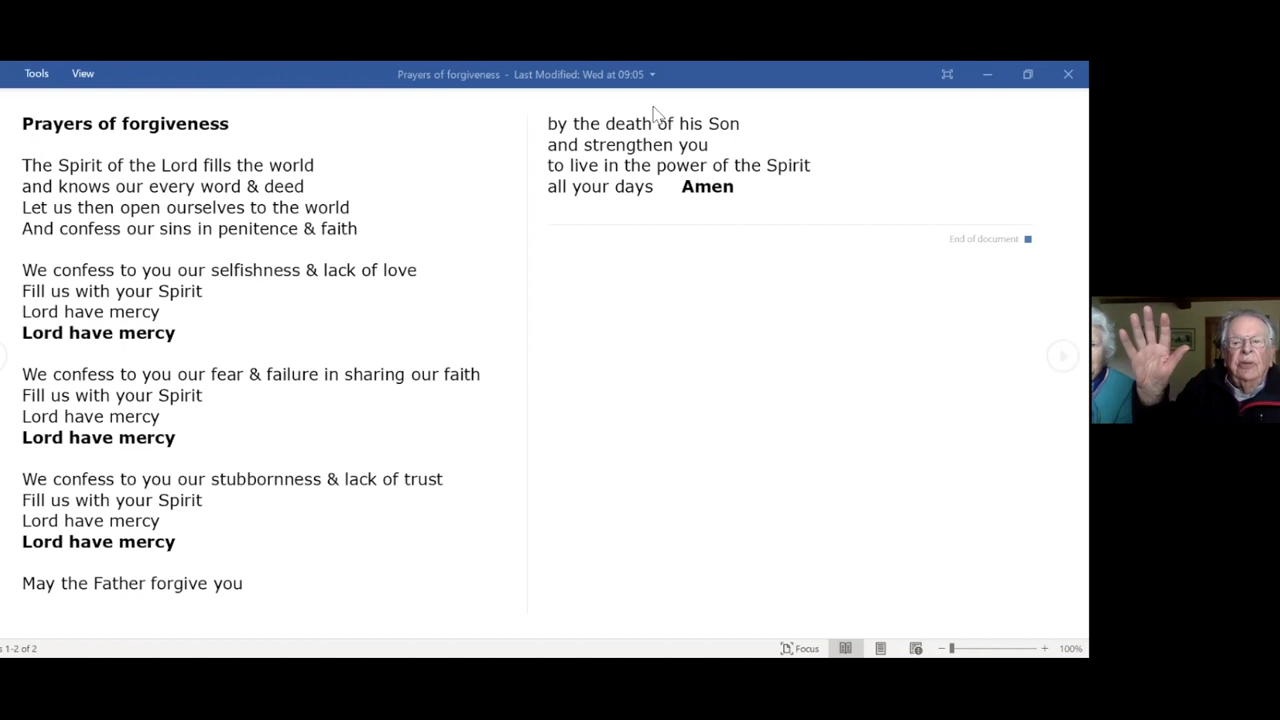 Tools View Prayers of forgiveness - Last Modified: Wed at 09:05
Prayers of forgiveness
The Spirit of the Lord fills the world
and knows our every word & deed
Let us then open ourselves to the world
And confess our sins in penitence & faith
We confess to you our selfishness & lack of love
Fill us with your Spirit
Lord have mercy
Lord have mercy
We confess to you our fear & failure in sharing our faith
Fill us with your Spirit
Lord have mercy
Lord have mercy
We confess to you our stubbornness & lack of trust
Fill us with your Spirit
Lord have mercy
Lord have mercy
May the Father forgive you
by the death of his Son
and strengthen you
to live in the power of the Spirit
all your days Amen
End of document
s 1-2 of 2 Focus 100%